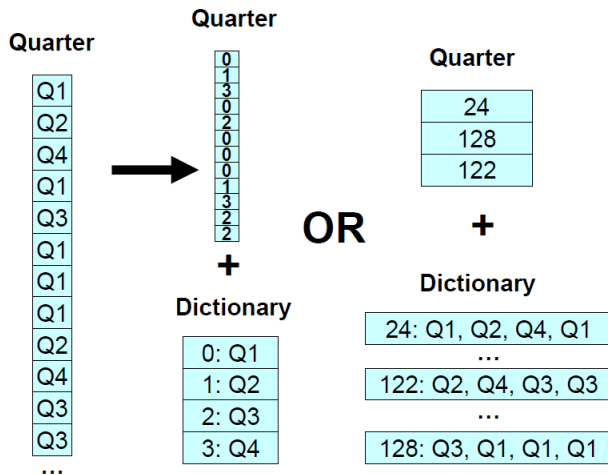 Quarter
Q1
Q2
Q4
Q1
Q3
Q1
Q1
Q1
Q2
Q4
Q3
Q3
...
Quarter
0
1
3
0
2
0
0
0
1
3
2
2
+
Dictionary
0: Q1
1: Q2
2: Q3
3: Q4
OR
Quarter
24
128
122
+
Dictionary
24: Q1, Q2, Q4, Q1
...
122: Q2, Q4, Q3, Q3
...
128: Q3, Q1, Q1, Q1